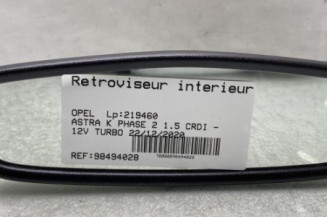 Retroviseur interieur
OPEL Lp:219460
ASTRA K PHASE 2 1.5 CRDI -
12V TURBO 22/12/2020
REF:98494028